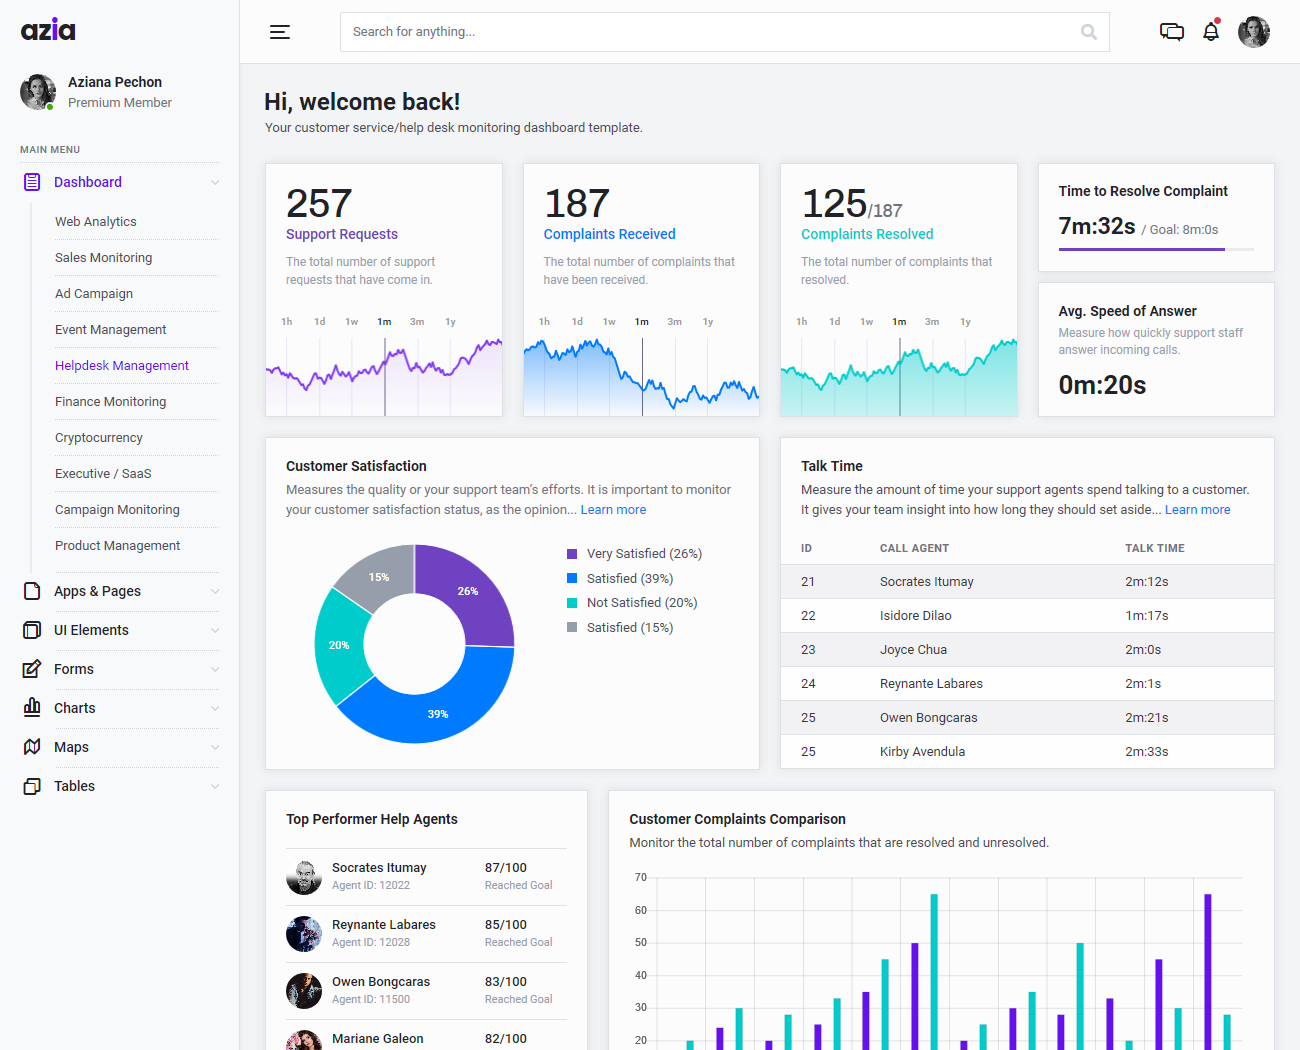 azia
Search for anything...
Aziana Pechon
Premium Member
MAIN MENU
Dashboard
Web Analytics
Sales Monitoring
Ad Campaign
Event Management
Helpdesk Management
Finance Monitoring
Cryptocurrency
Executive / SaaS
Campaign Monitoring
Product Management
Apps & Pages
UI Elements
Forms
Charts
Maps
Tables
Hi, welcome back!
Your customer service/help desk monitoring dashboard template.
257
Support Requests
The total number of support
requests that have come in.
1h 1d 1w 1m 3m 1y
187
Complaints Received
The total number of complaints that
have been received.
1h 1d 1w 1m 3m 1y
125/187
Complaints Resolved
The total number of complaints that
resolved.
1h 1d 1w 1m 3m 1y
Time to Resolve Complaint
7m:32s / Goal: 8m:0s
Avg. Speed of Answer
Measure how quickly support staff
answer incoming calls.
0m:20s
Customer Satisfaction
Measures the quality or your support team's efforts. It is important to monitor
your customer satisfaction status, as the opinion... Learn more
15%
26%
20%
39%
Very Satisfied (26%)
Satisfied (39%)
Not Satisfied (20%)
Satisfied (15%)
Talk Time
Measure the amount of time your support agents spend talking to a customer.
It gives your team insight into how long they should set aside... Learn more
ID CALL AGENT TALK TIME
21 Socrates Itumay 2m:12s
22 Isidore Dilao 1m:17s
23 Joyce Chua 2m:0s
24 Reynante Labares 2m:1s
25 Owen Bongcaras 2m:21s
25 Kirby Avendula 2m:33s
Top Performer Help Agents
Socrates Itumay 87/100
Agent ID: 12022 Reached Goal
Reynante Labares 85/100
Agent ID: 12028 Reached Goal
Owen Bongcaras 83/100
Agent ID: 11500 Reached Goal
Mariane Galeon 82/100
Customer Complaints Comparison
Monitor the total number of complaints that are resolved and unresolved.
70
60
50
40
30
20